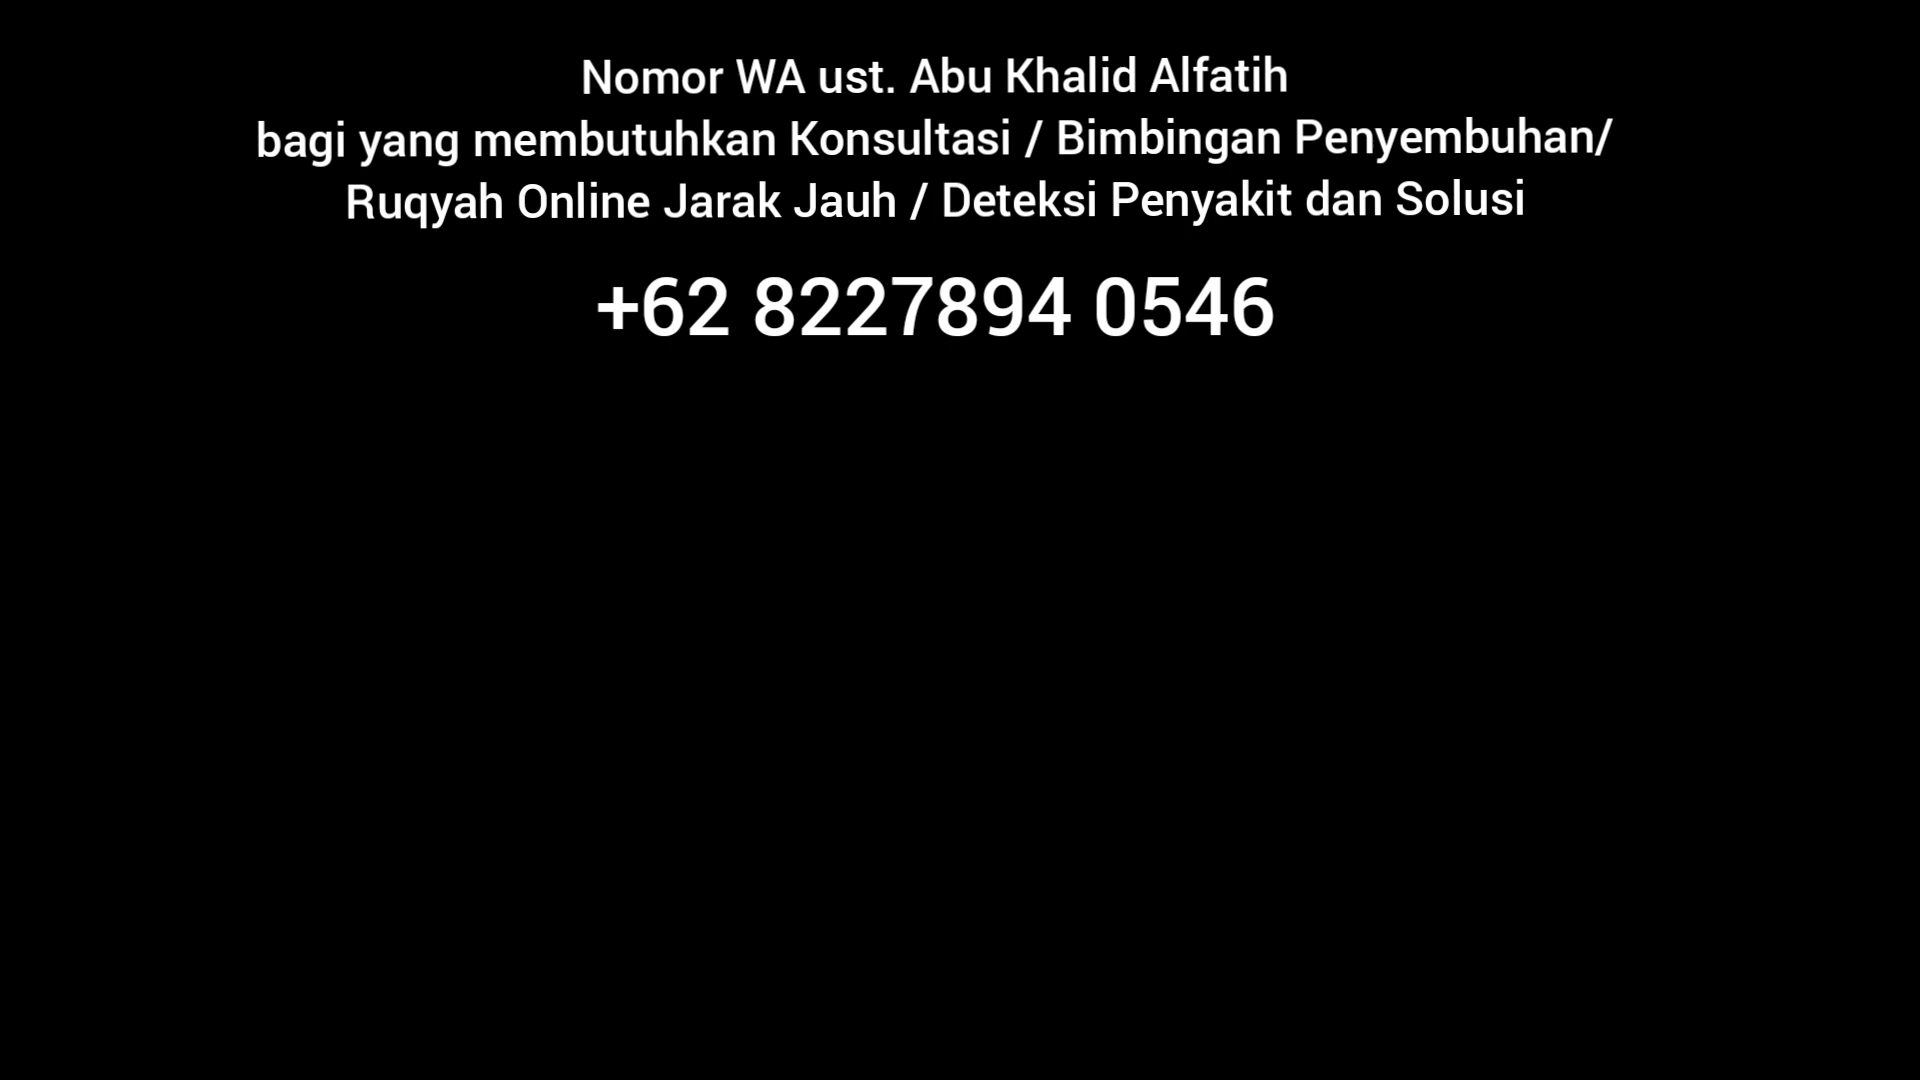 Nomor WA ust. Abu Khalid Alfatih
bagi yang membutuhkan Konsultasi / Bimbingan Penyembuhan/
Ruqyah Online Jarak Jauh / Deteksi Penyakit dan Solusi
+62 8227894 0546